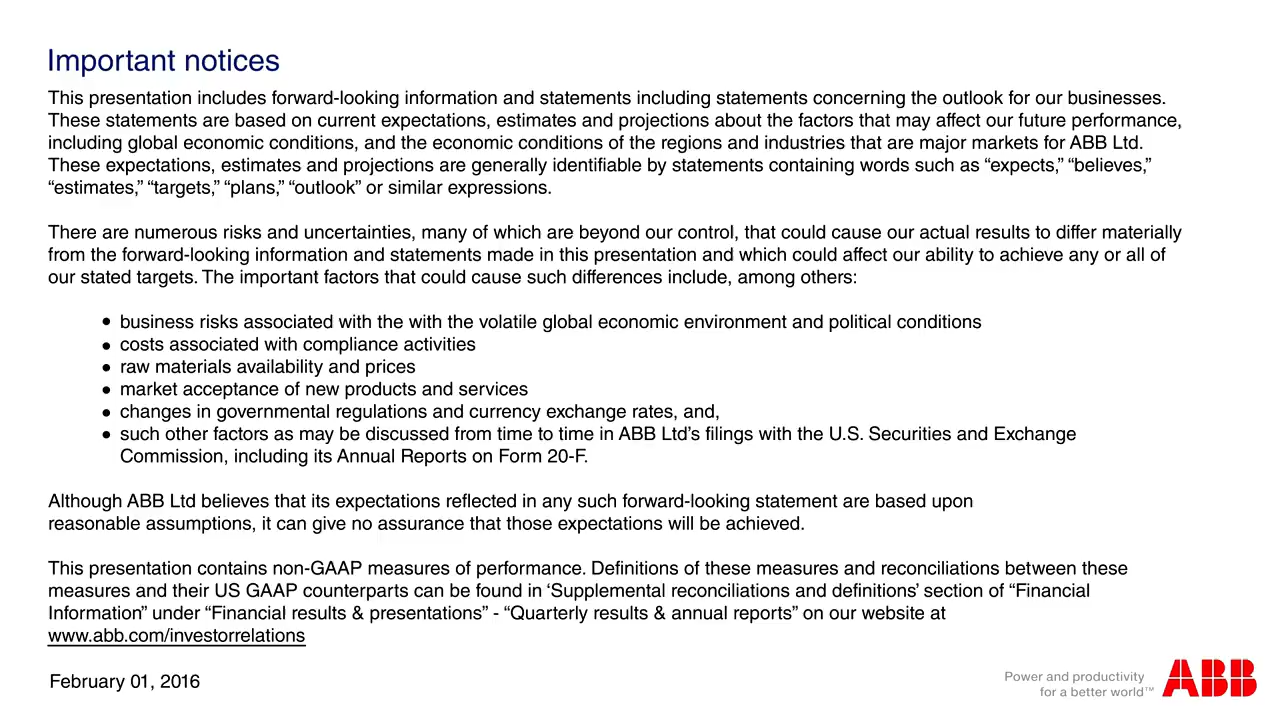 Important notices
This presentation includes forward-looking information and statements including statements concerning the outlook for our businesses.
These statements are based on current expectations, estimates and projections about the factors that may affect our future performance,
including global economic conditions, and the economic conditions of the regions and industries that are major markets for ABB Ltd.
These expectations, estimates and projections are generally identifiable by statements containing words such as “expects,” “believes,”
“estimates,” “targets,” “plans,” “outlook” or similar expressions.
There are numerous risks and uncertainties, many of which are beyond our control, that could cause our actual results to differ materially
from the forward-looking information and statements made in this presentation and which could affect our ability to achieve any or all of
our stated targets. The important factors that could cause such differences include, among others:
• business risks associated with the with the volatile global economic environment and political conditions
• costs associated with compliance activities
• raw materials availability and prices
• market acceptance of new products and services
• changes in governmental regulations and currency exchange rates, and,
• such other factors as may be discussed from time to time in ABB Ltd’s filings with the U.S. Securities and Exchange
Commission, including its Annual Reports on Form 20-F.
Although ABB Ltd believes that its expectations reflected in any such forward-looking statement are based upon
reasonable assumptions, it can give no assurance that those expectations will be achieved.
This presentation contains non-GAAP measures of performance. Definitions of these measures and reconciliations between these
measures and their US GAAP counterparts can be found in ‘Supplemental reconciliations and definitions’ section of “Financial
Information” under “Financial results & presentations” - “Quarterly results & annual reports” on our website at
www.abb.com/investorrelations
February 01, 2016
Power and productivity
for a better world™
ABB